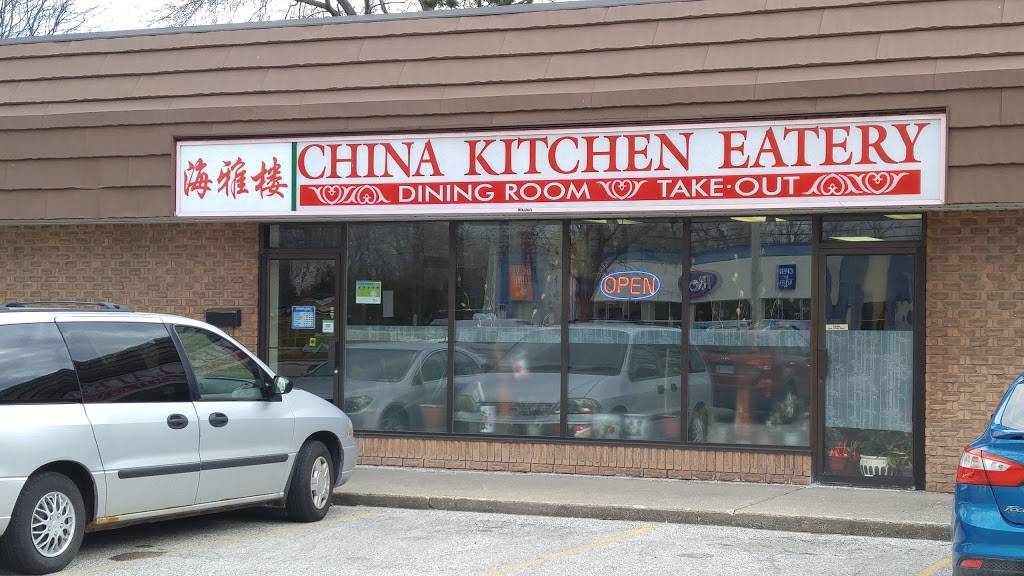 海雅楼
CHINA KITCHEN EATERY
DINING ROOM TAKE·OUT
OPEN